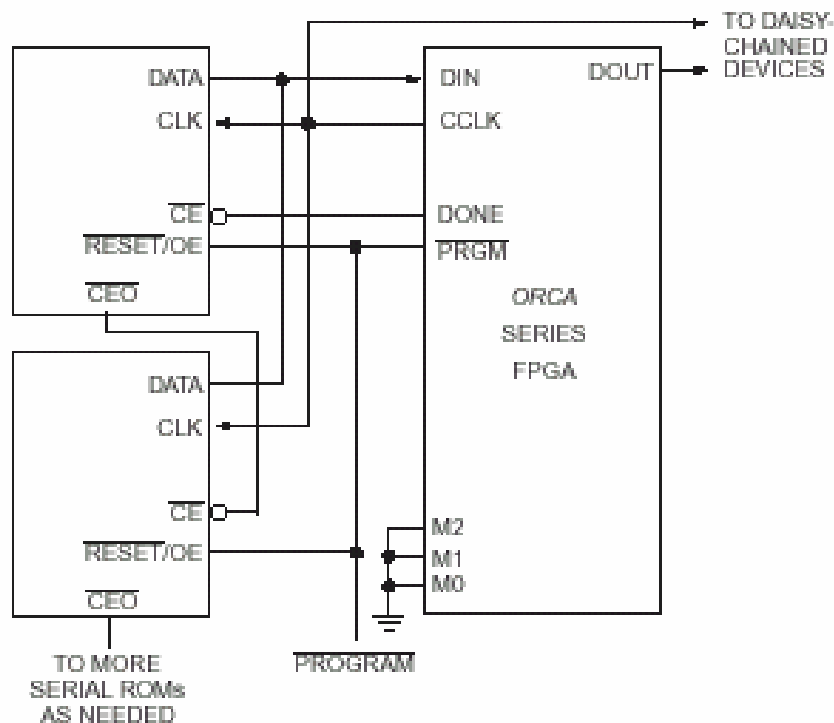 TO DAISY-
CHAINED
DEVICES
DATA
CLK
CE
RESET/OE
CEO
DIN
DOUT
CCLK
DONE
PRGM
ORCA
SERIES
FPGA
DATA
CLK
CE
RESET/OE
CEO
M2
M1
M0
TO MORE
SERIAL ROMs
AS NEEDED
PROGRAM